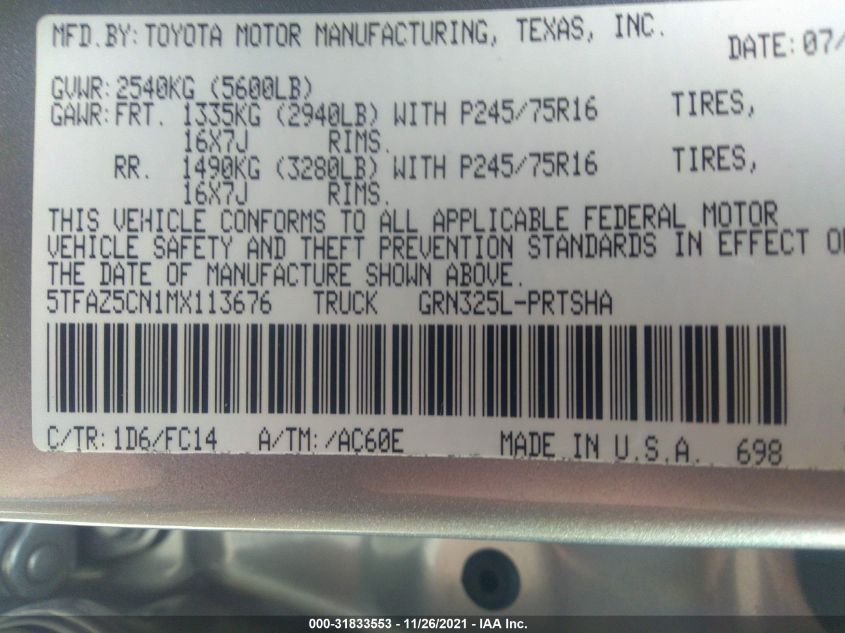 MFD.BY: TOYOTA MOTOR MANUFACTURING, TEXAS, INC. DATE: 07/
GVWR: 2540KG (5600LB)
GAWR: FRT. 1335KG (2940LB) WITH P245/75R16 TIRES,
16X7J RIMS.
RR. 1490KG (3280LB) WITH P245/75R16 TIRES,
16X7J RIMS.
THIS VEHICLE CONFORMS TO ALL APPLICABLE FEDERAL MOTOR
VEHICLE SAFETY AND THEFT PREVENTION STANDARDS IN EFFECT
THE DATE OF MANUFACTURE SHOWN ABOVE.
5TFAZ5CN1MX113676 TRUCK GRN325L-PRTSHA
C/TR: 1D6/FC14 A/TM: /AC60E MADE IN U.S.A. 698
000-31833553 — 11/26/2021 — IAA Inc.